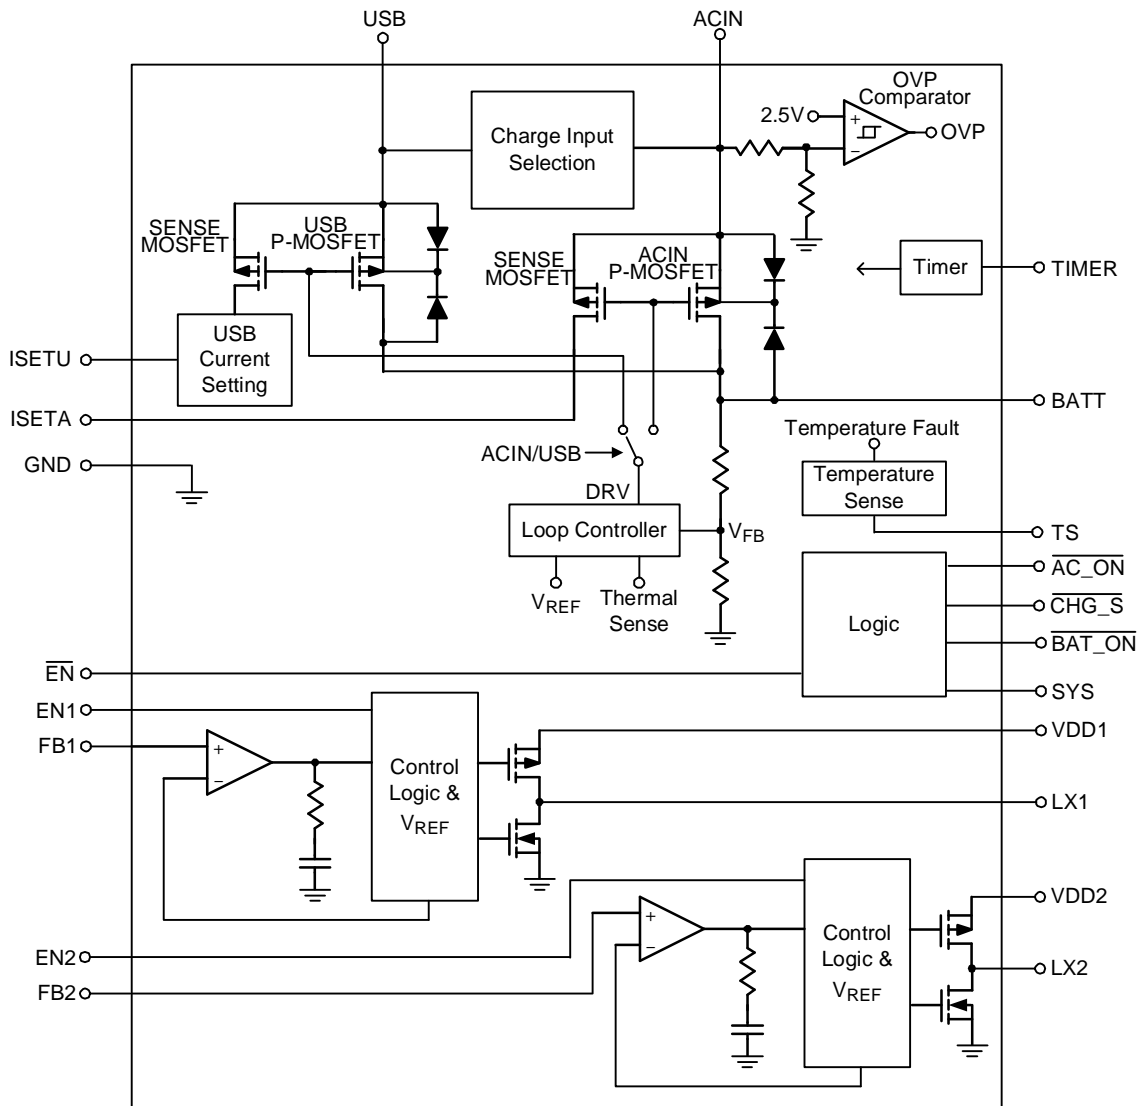 USB
ACIN
OVP
Comparator
2.5V
+
−
OVP
Charge Input
Selection
SENSE
MOSFET
USB
P-MOSFET
SENSE
MOSFET
ACIN
P-MOSFET
Timer
TIMER
USB
Current
Setting
ISETU
ISETA
BATT
GND
ACIN/USB
DRV
Temperature Fault
Temperature
Sense
TS
Loop Controller
VFB
VREF
Thermal
Sense
Logic
AC_ON
CHG_S
BAT_ON
SYS
EN
EN1
FB1
+
−
Control
Logic &
VREF
VDD1
LX1
EN2
FB2
+
−
Control
Logic &
VREF
VDD2
LX2